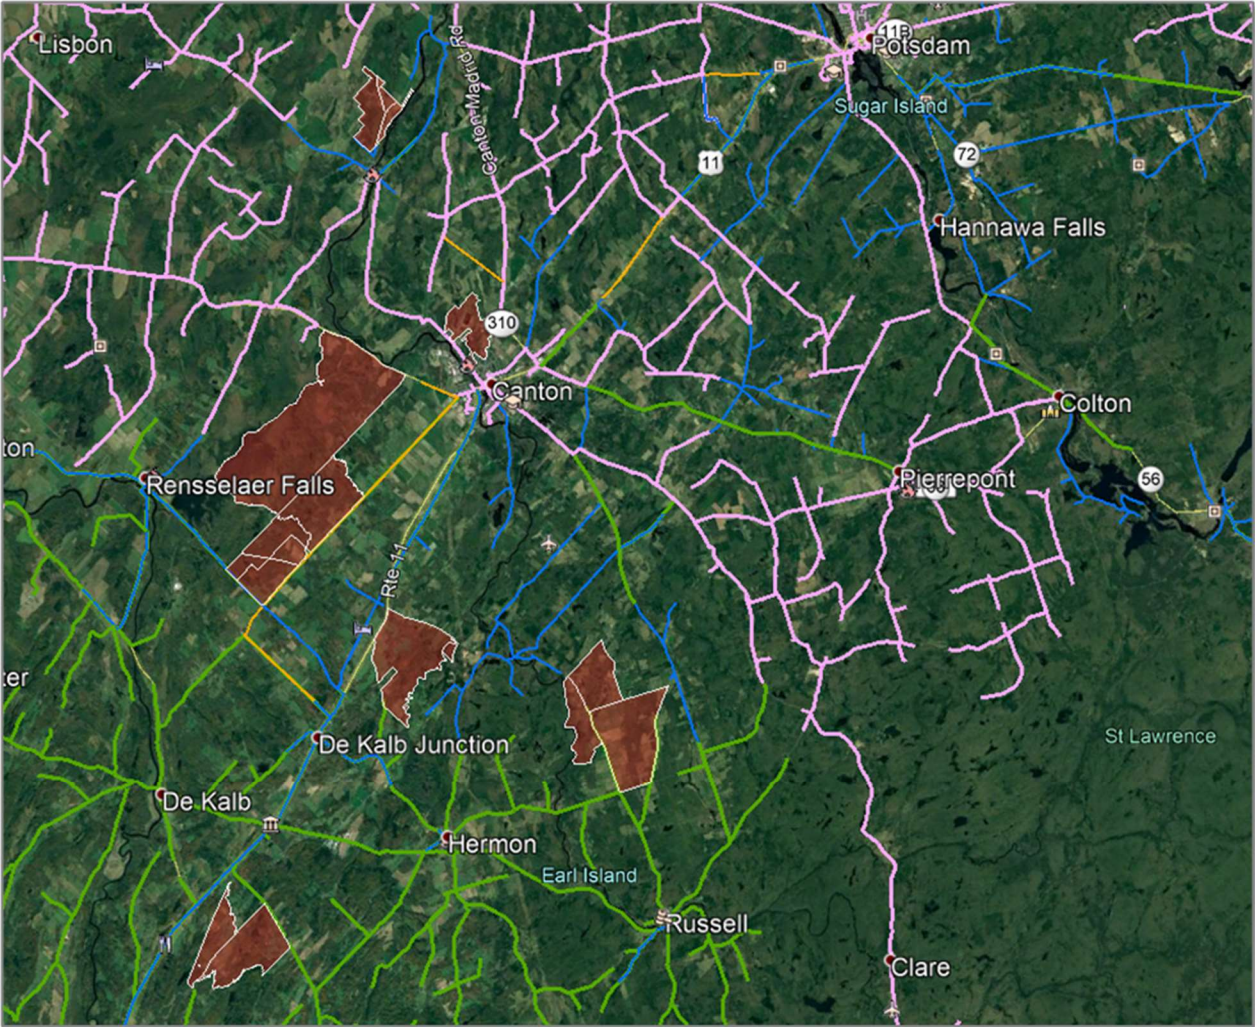 Lisbon
Canton-Madrid Rd
11B
Potsdam
Sugar Island
11
72
Hannawa Falls
310
Canton
Colton
ton
Rensselaer Falls
Pierrepont
56
Rte 11
ter
De Kalb Junction
St Lawrence
De Kalb
Hermon
Earl Island
Russell
Clare